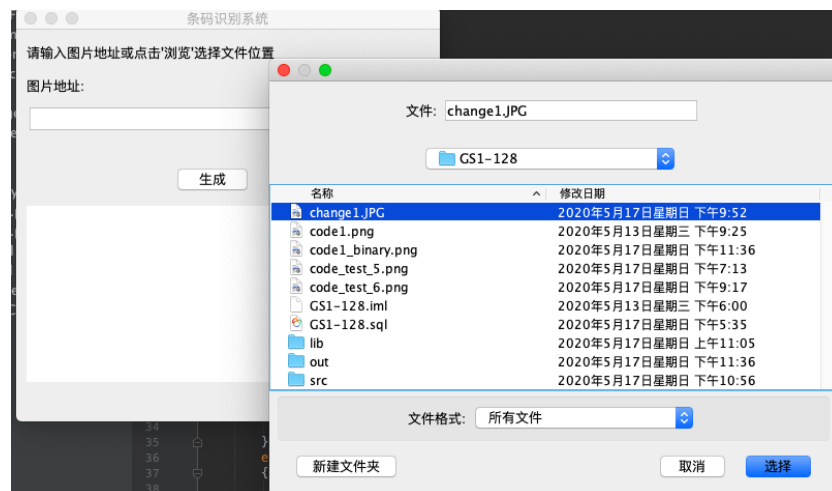 条码识别系统
请输入图片地址或点击'浏览'选择文件位置
图片地址:
生成
文件: change1.JPG
GS1-128
名称 修改日期
change1.JPG 2020年5月17日星期日 下午9:52
code1.png 2020年5月13日星期三 下午9:25
code1_binary.png 2020年5月17日星期日 下午11:36
code_test_5.png 2020年5月17日星期日 下午7:13
code_test_6.png 2020年5月17日星期日 下午9:17
GS1-128.iml 2020年5月13日星期三 下午6:00
GS1-128.sql 2020年5月17日星期日 下午5:35
lib 2020年5月17日星期日 上午11:05
out 2020年5月17日星期日 下午11:36
src 2020年5月17日星期日 下午10:56
文件格式: 所有文件
新建文件夹 取消 选择
34
35 }
36 e
37 {
38